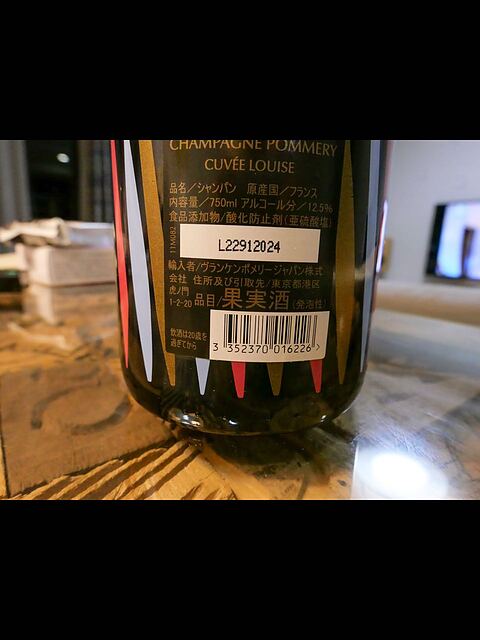 CHAMPAGNE POMMERY
CUVÉE LOUISE
品名/シャンパン 原産国/フランス
内容量/750ml アルコール分/12.5%
食品添加物/酸化防止剤(亜硫酸塩)
11M082
L22912024
輸入者/ヴランケンポメリージャパン株式
会社 住所及び引取先/東京都港区
虎ノ門
1-2-20 品目/果実酒(発泡性)
飲酒は20歳を
過ぎてから
3 352370 016226 >